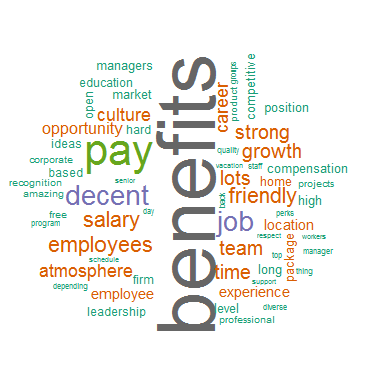 managers
education
market
open
culture
opportunity
hard
ideas
pay
corporate
based
recognition
senior
amazing
decent
free
day
program
salary
employees
schedule
atmosphere
depending
firm
employee
leadership
benefits
career
product groups
competitive
position
strong
quality
growth
vacation
staff
compensation
lots
home
projects
back
friendly
high
perks
job
location
respect
workers
team
top
manager
package
time
long
thing
support
experience
level
diverse
professional